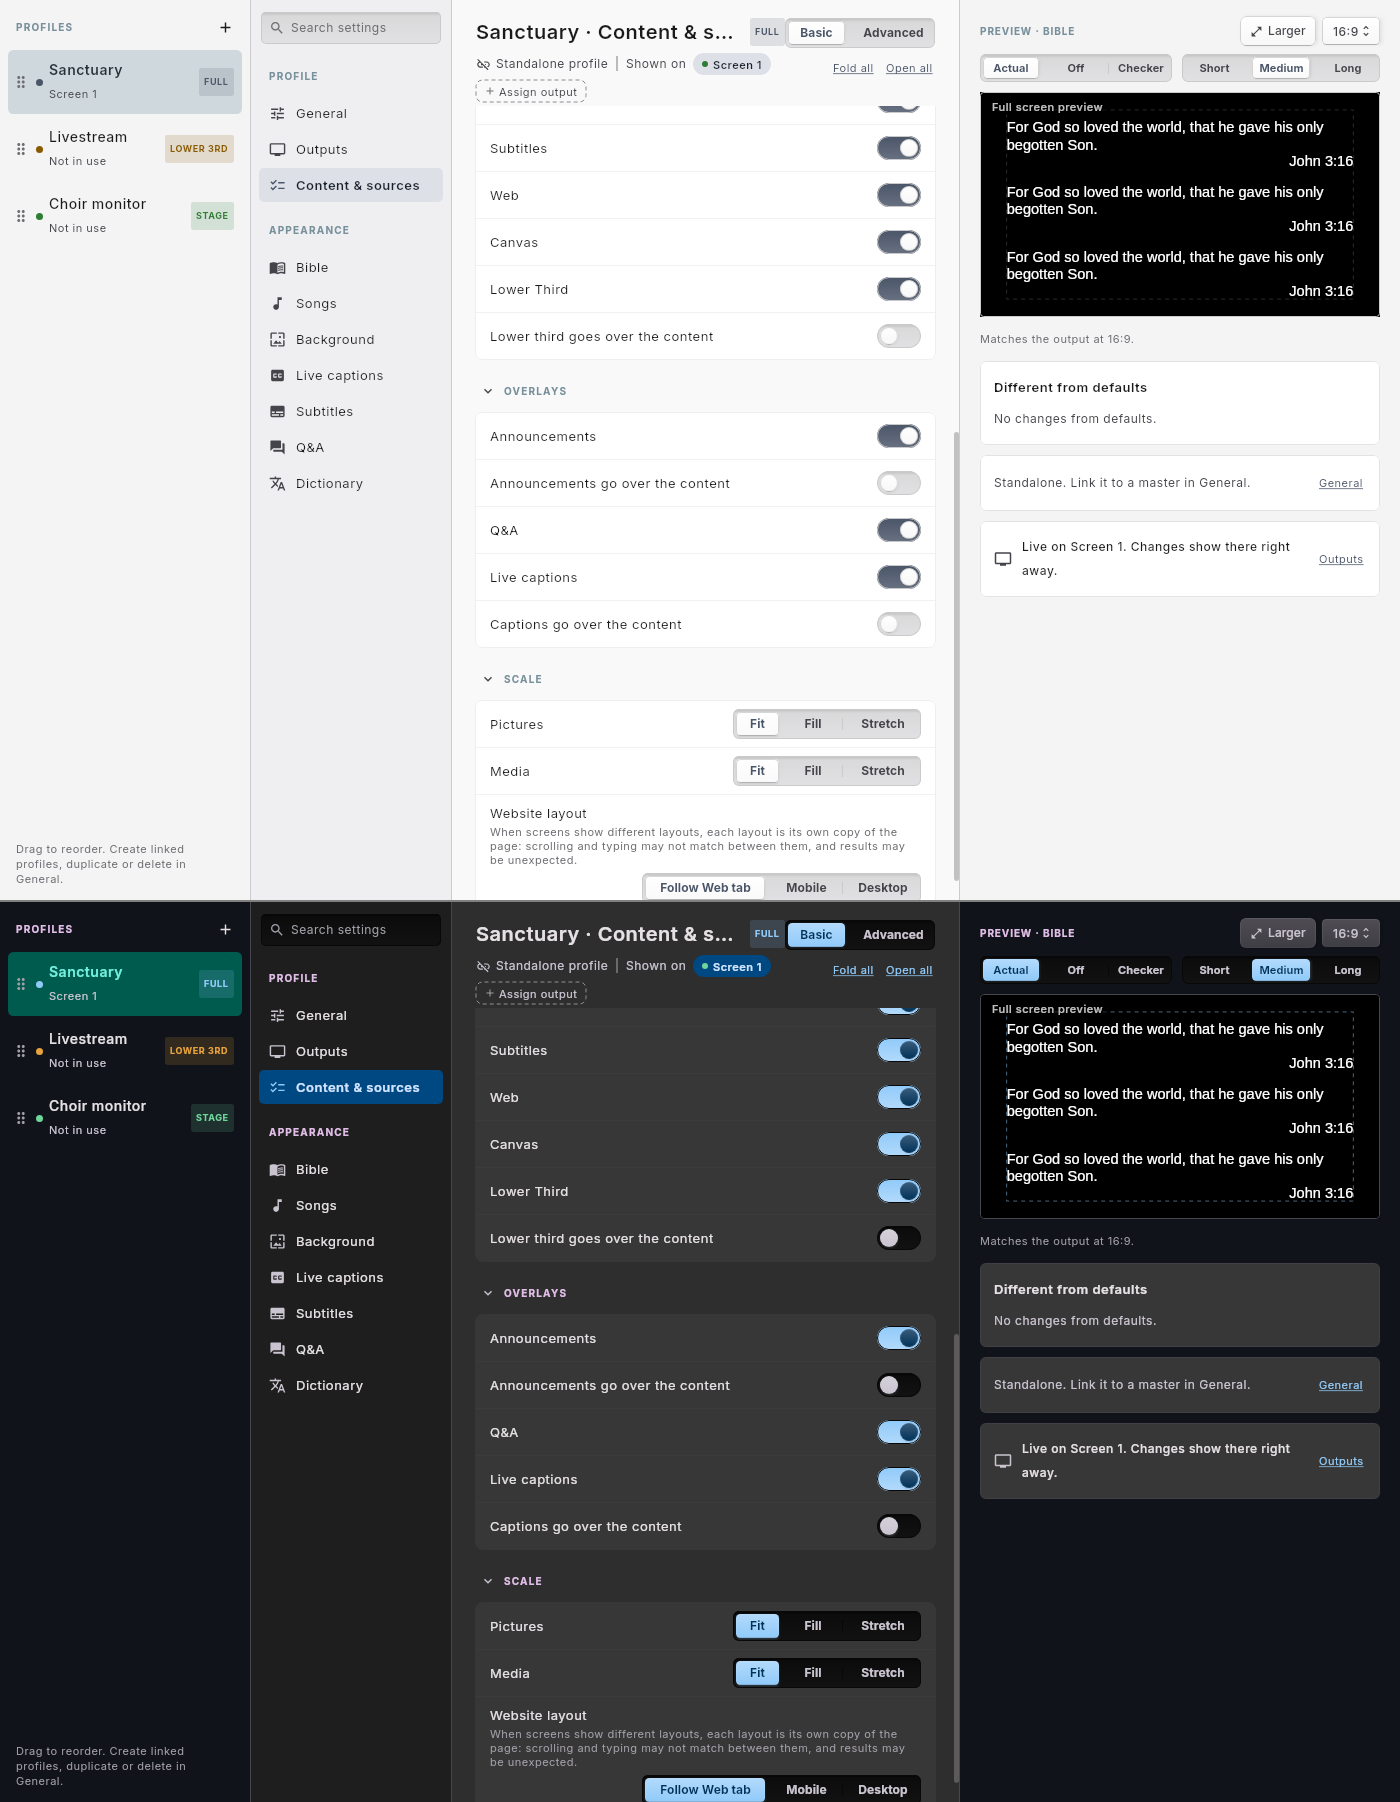 PROFILES
Sanctuary
Screen 1
FULL
Livestream
Not in use
LOWER 3RD
Choir monitor
Not in use
STAGE
Drag to reorder. Create linked
profiles, duplicate or delete in
General.
Search settings
PROFILE
General
Outputs
Content & sources
APPEARANCE
Bible
Songs
Background
Live captions
Subtitles
Q&A
Dictionary
Sanctuary · Content & s...
FULL
Basic
Advanced
Standalone profile | Shown on
Screen 1
Fold all
Open all
+ Assign output
Subtitles
Web
Canvas
Lower Third
Lower third goes over the content
OVERLAYS
Announcements
Announcements go over the content
Q&A
Live captions
Captions go over the content
SCALE
Pictures
Fit
Fill
Stretch
Media
Fit
Fill
Stretch
Website layout
When screens show different layouts, each layout is its own copy of the
page: scrolling and typing may not match between them, and results may
be unexpected.
Follow Web tab
Mobile
Desktop
PREVIEW · BIBLE
Larger
16:9
Actual
Off
Checker
Short
Medium
Long
Full screen preview
For God so loved the world, that he gave his only
begotten Son.
John 3:16
For God so loved the world, that he gave his only
begotten Son.
John 3:16
For God so loved the world, that he gave his only
begotten Son.
John 3:16
Matches the output at 16:9.
Different from defaults
No changes from defaults.
Standalone. Link it to a master in General.
General
Live on Screen 1. Changes show there right
away.
Outputs
PROFILES
Sanctuary
Screen 1
FULL
Livestream
Not in use
LOWER 3RD
Choir monitor
Not in use
STAGE
Drag to reorder. Create linked
profiles, duplicate or delete in
General.
Search settings
PROFILE
General
Outputs
Content & sources
APPEARANCE
Bible
Songs
Background
Live captions
Subtitles
Q&A
Dictionary
Sanctuary · Content & s...
FULL
Basic
Advanced
Standalone profile | Shown on
Screen 1
Fold all
Open all
+ Assign output
Subtitles
Web
Canvas
Lower Third
Lower third goes over the content
OVERLAYS
Announcements
Announcements go over the content
Q&A
Live captions
Captions go over the content
SCALE
Pictures
Fit
Fill
Stretch
Media
Fit
Fill
Stretch
Website layout
When screens show different layouts, each layout is its own copy of the
page: scrolling and typing may not match between them, and results may
be unexpected.
Follow Web tab
Mobile
Desktop
PREVIEW · BIBLE
Larger
16:9
Actual
Off
Checker
Short
Medium
Long
Full screen preview
For God so loved the world, that he gave his only
begotten Son.
John 3:16
For God so loved the world, that he gave his only
begotten Son.
John 3:16
For God so loved the world, that he gave his only
begotten Son.
John 3:16
Matches the output at 16:9.
Different from defaults
No changes from defaults.
Standalone. Link it to a master in General.
General
Live on Screen 1. Changes show there right
away.
Outputs